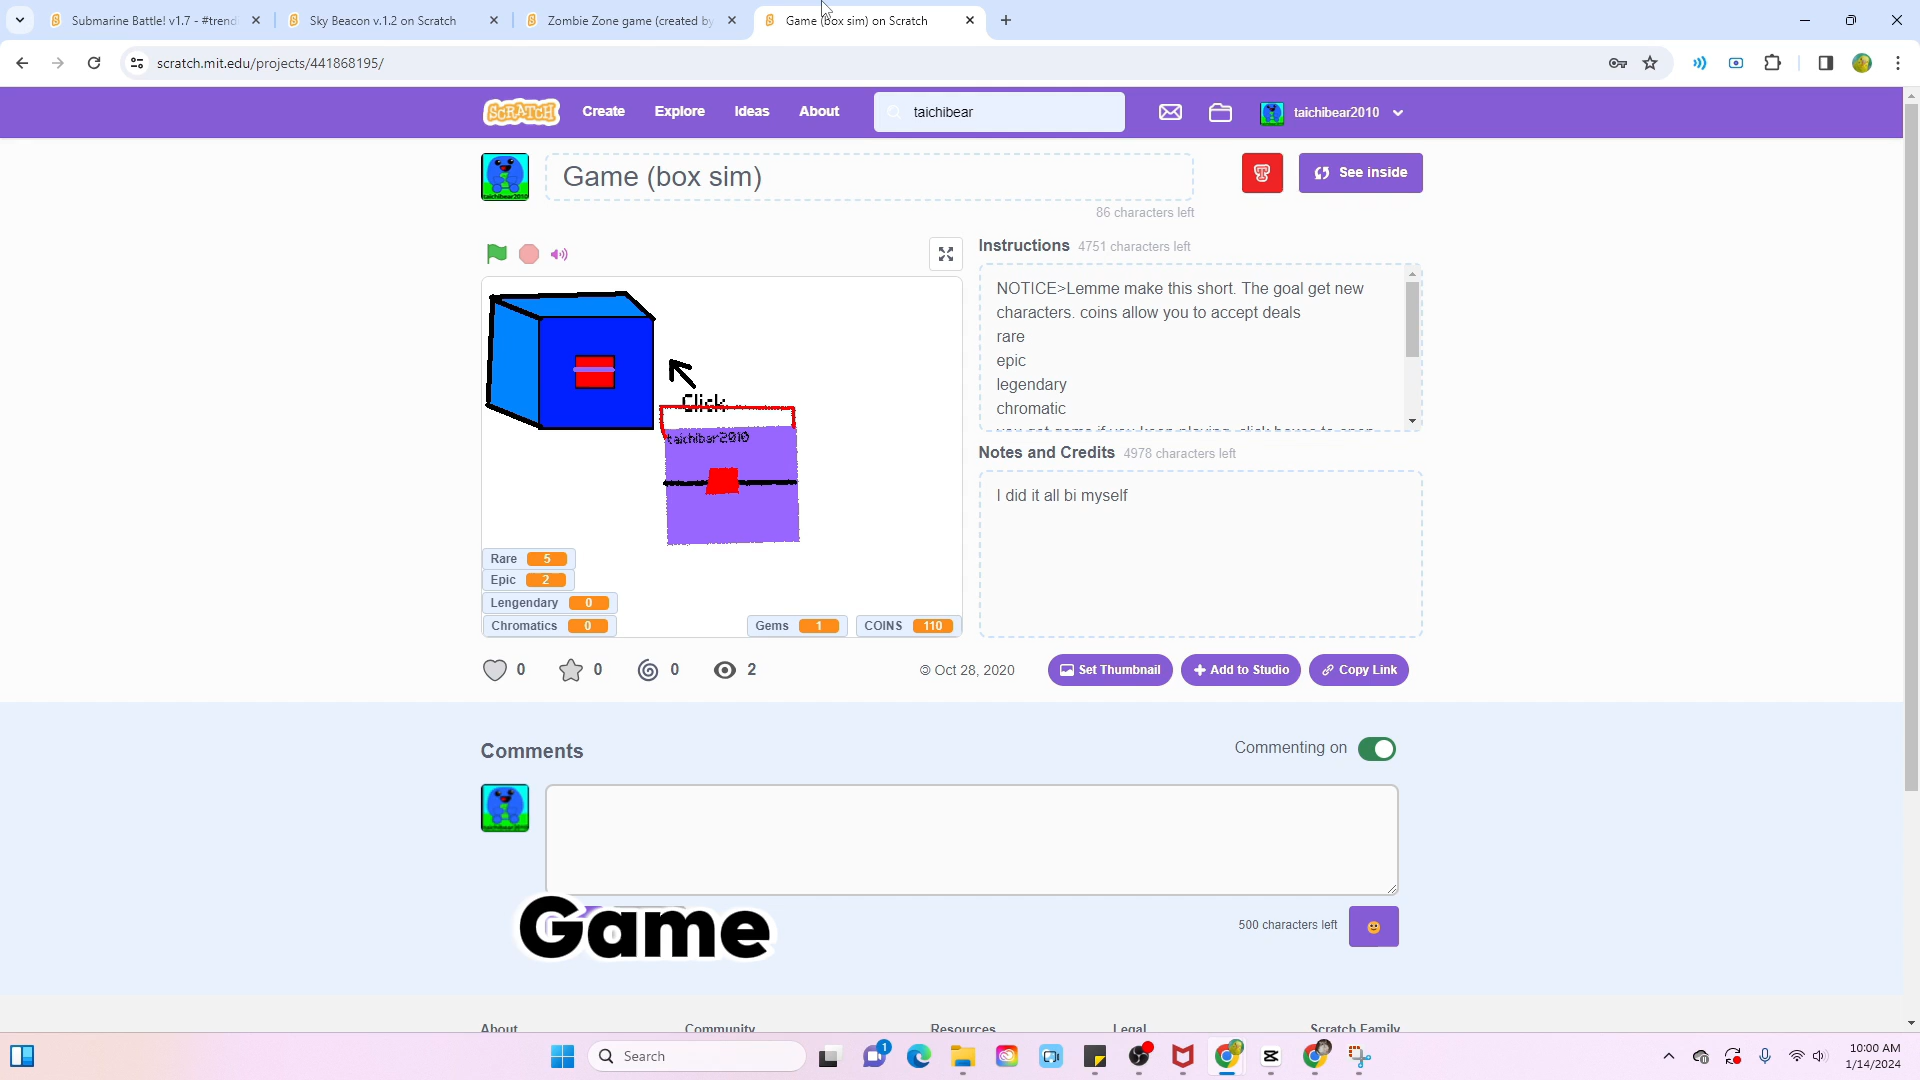 Submarine Battle! v1.7 - #trend
Sky Beacon v.1.2 on Scratch
Zombie Zone game (created by
Game (box sim) on Scratch
scratch.mit.edu/projects/441868195/
SCRATCH
Create
Explore
Ideas
About
taichibear
taichibear2010
Game (box sim)
See inside
86 characters left
Instructions 4751 characters left
NOTICE>Lemme make this short. The goal get new
characters. coins allow you to accept deals
rare
epic
legendary
chromatic
Click
taichibar2010
Notes and Credits 4978 characters left
I did it all bi myself
Rare 5
Epic 2
Lengendary 0
Chromatics 0
Gems 1
COINS 110
0
0
0
2
© Oct 28, 2020
Set Thumbnail
Add to Studio
Copy Link
Comments
Commenting on
Game
500 characters left
About
Community
Resources
Legal
Scratch Family
Search
1
10:00 AM
1/14/2024